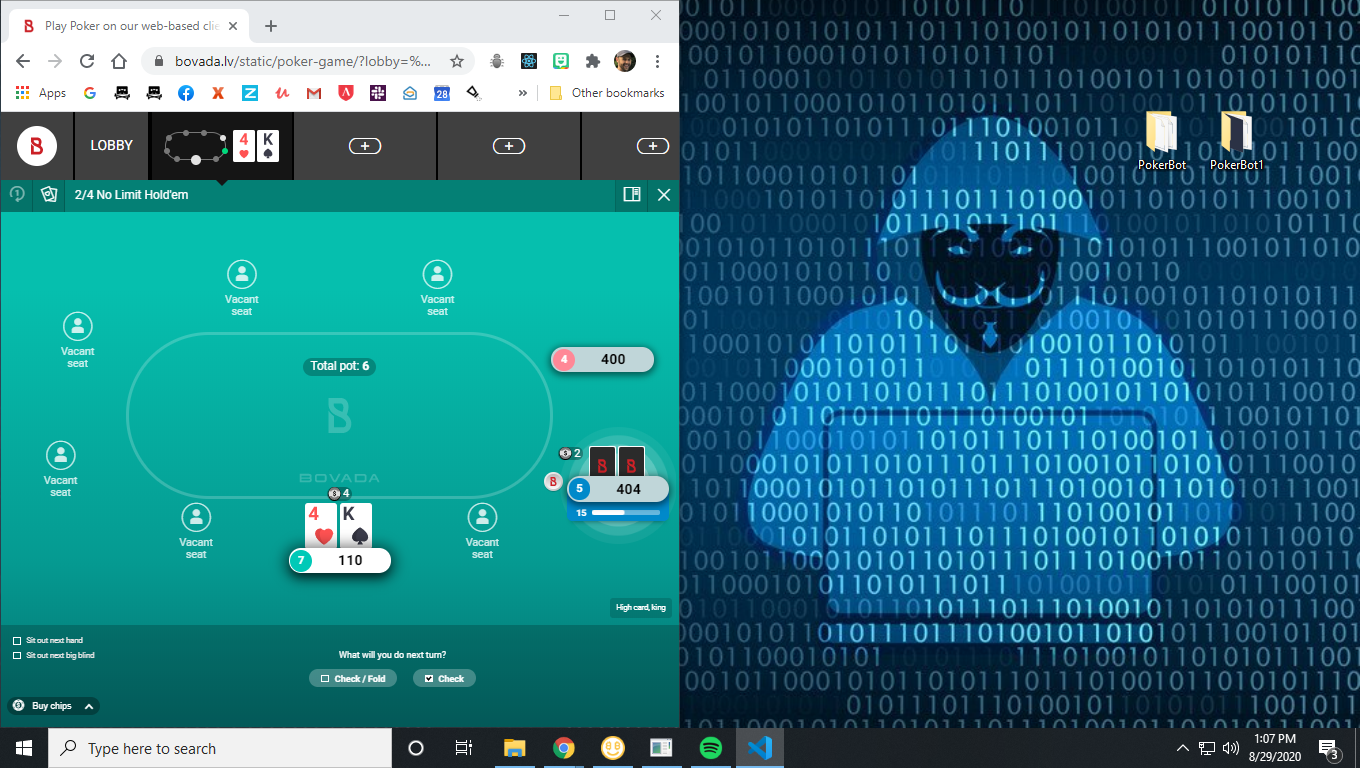 Play Poker on our web-based clie
bovada.lv/static/poker-game/?lobby=%...
Apps
28
Other bookmarks
LOBBY
4 K
2/4 No Limit Hold'em
Vacant
seat
Vacant
seat
Vacant
seat
Total pot: 6
4 400
Vacant
seat
BOVADA
2
5 404
15
4
4 K
7 110
Vacant
seat
Vacant
seat
High card, king
Sit out next hand
Sit out next big blind
What will you do next turn?
Check / Fold
Check
Buy chips
PokerBot
PokerBot1
Type here to search
1:07 PM
8/29/2020
3